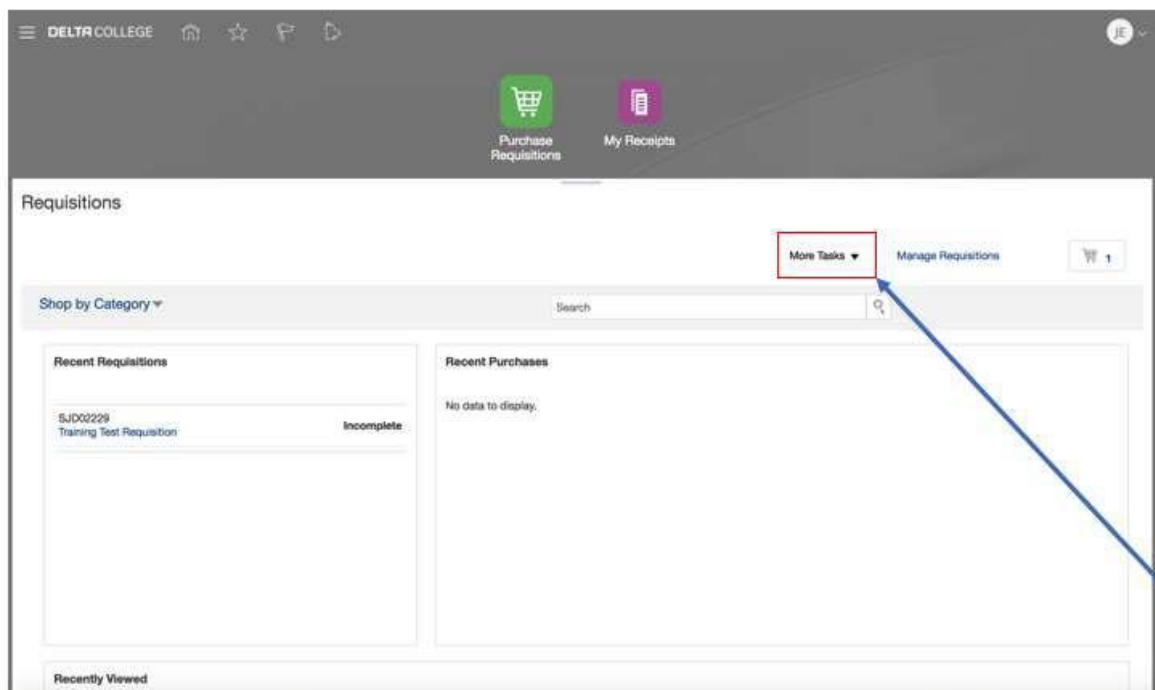 DELTA COLLEGE
JE
Purchase
Requisitions
My Receipts
Requisitions
More Tasks
Manage Requisitions
1
Shop by Category
Search
Recent Requisitions
Recent Purchases
SJD02229
Training Test Requisition
Incomplete
No data to display.
Recently Viewed